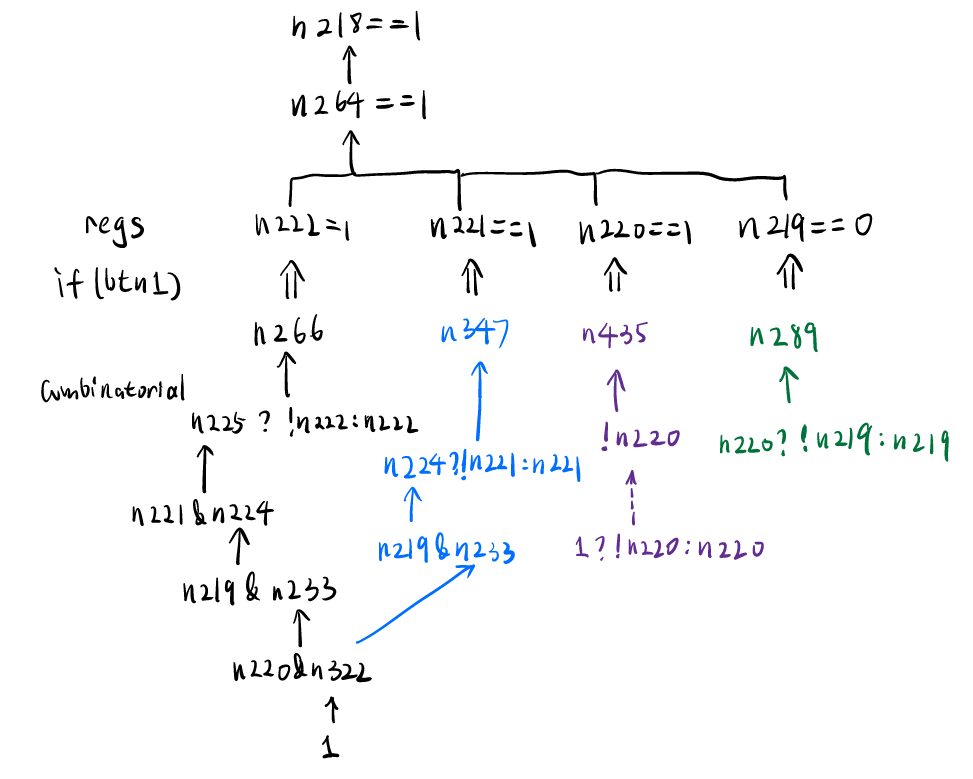 n218==1
n264==1
regs n222=1 n221==1 n220==1 n219==0
if(btn1)
n266 n347 n435 n289
Combinatorial
n225 ? !n222:n222 !n220 n220? !n219:n219
n224?!n221:n221
n221&n224
n219&n233 1?!n220:n220
n219& n233
n220&n322
1